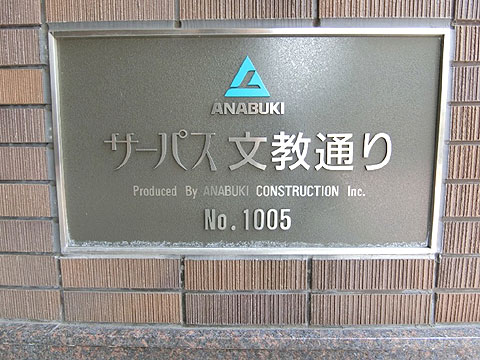 ANABUKI
サーパス 文教通り
Produced By ANABUKI CONSTRUCTION Inc.
No.1005